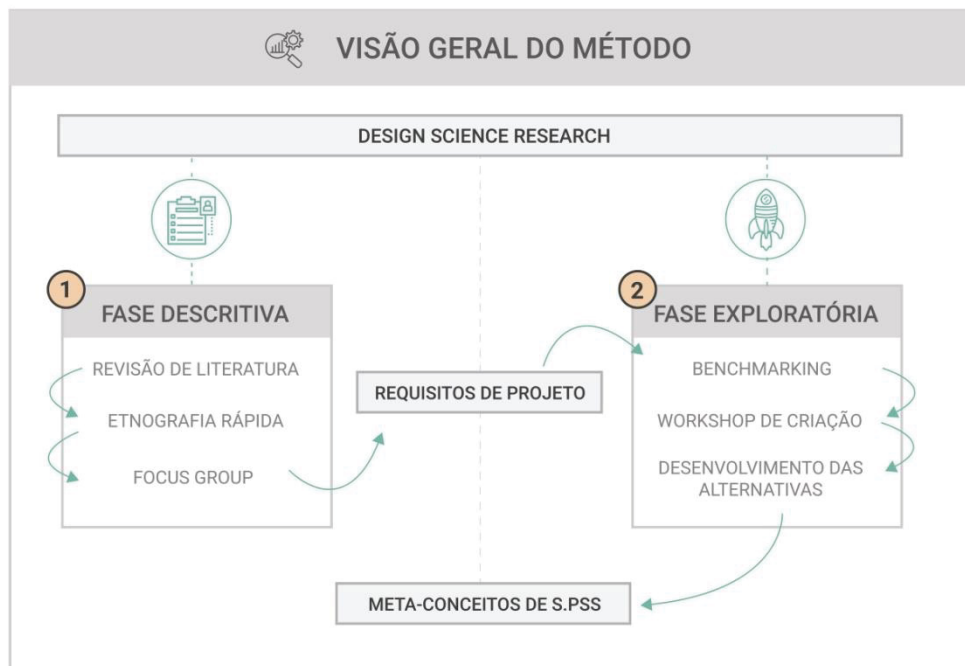 VISÃO GERAL DO MÉTODO
DESIGN SCIENCE RESEARCH
1
FASE DESCRITIVA
REVISÃO DE LITERATURA
ETNOGRAFIA RÁPIDA
FOCUS GROUP
REQUISITOS DE PROJETO
2
FASE EXPLORATÓRIA
BENCHMARKING
WORKSHOP DE CRIAÇÃO
DESENVOLVIMENTO DAS
ALTERNATIVAS
META-CONCEITOS DE S.PSS